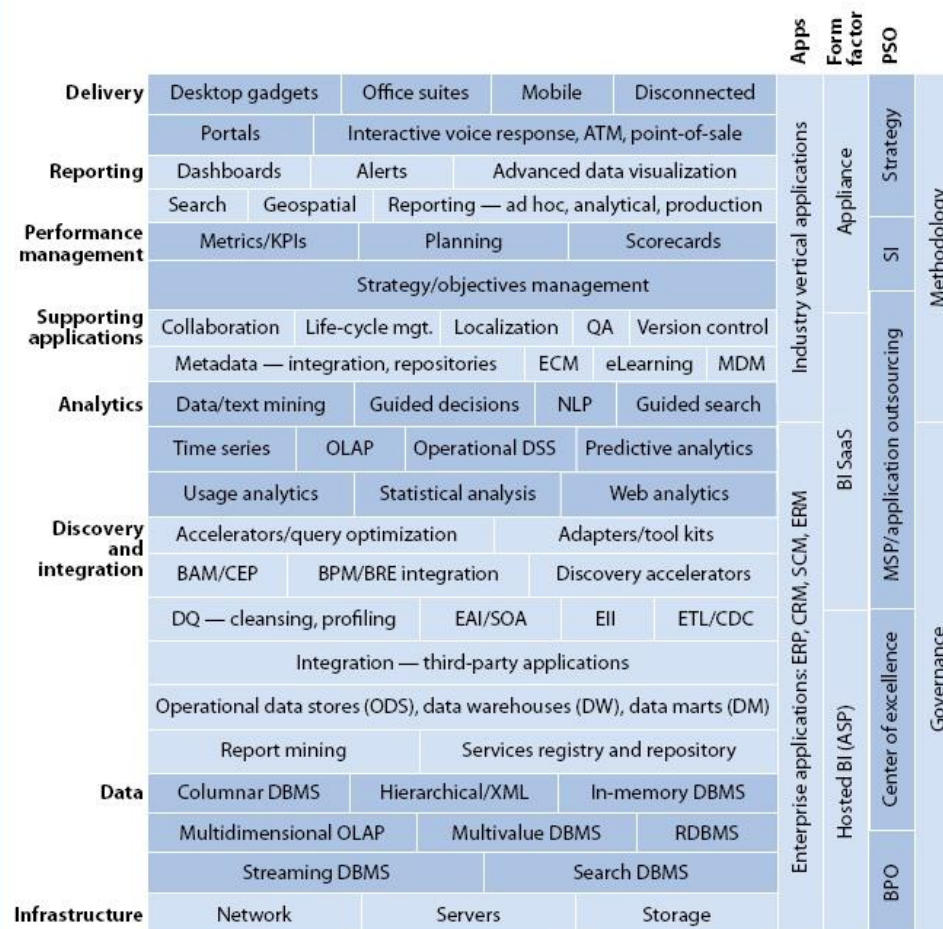 Apps
Form factor
PSO
Delivery
Desktop gadgets Office suites Mobile Disconnected
Portals Interactive voice response, ATM, point-of-sale
Reporting
Dashboards Alerts Advanced data visualization
Search Geospatial Reporting — ad hoc, analytical, production
Performance management
Metrics/KPIs Planning Scorecards
Strategy/objectives management
Supporting applications
Collaboration Life-cycle mgt. Localization QA Version control
Metadata — integration, repositories ECM eLearning MDM
Analytics
Data/text mining Guided decisions NLP Guided search
Time series OLAP Operational DSS Predictive analytics
Usage analytics Statistical analysis Web analytics
Discovery and integration
Accelerators/query optimization Adapters/tool kits
BAM/CEP BPM/BRE integration Discovery accelerators
DQ — cleansing, profiling EAI/SOA EII ETL/CDC
Integration — third-party applications
Operational data stores (ODS), data warehouses (DW), data marts (DM)
Report mining Services registry and repository
Data
Columnar DBMS Hierarchical/XML In-memory DBMS
Multidimensional OLAP Multivalue DBMS RDBMS
Streaming DBMS Search DBMS
Infrastructure
Network Servers Storage
Industry vertical applications
Enterprise applications: ERP, CRM, SCM, ERM
Appliance
BI SaaS
Hosted BI (ASP)
Strategy
SI
MSP/application outsourcing
Center of excellence
BPO
Methodology
Governance